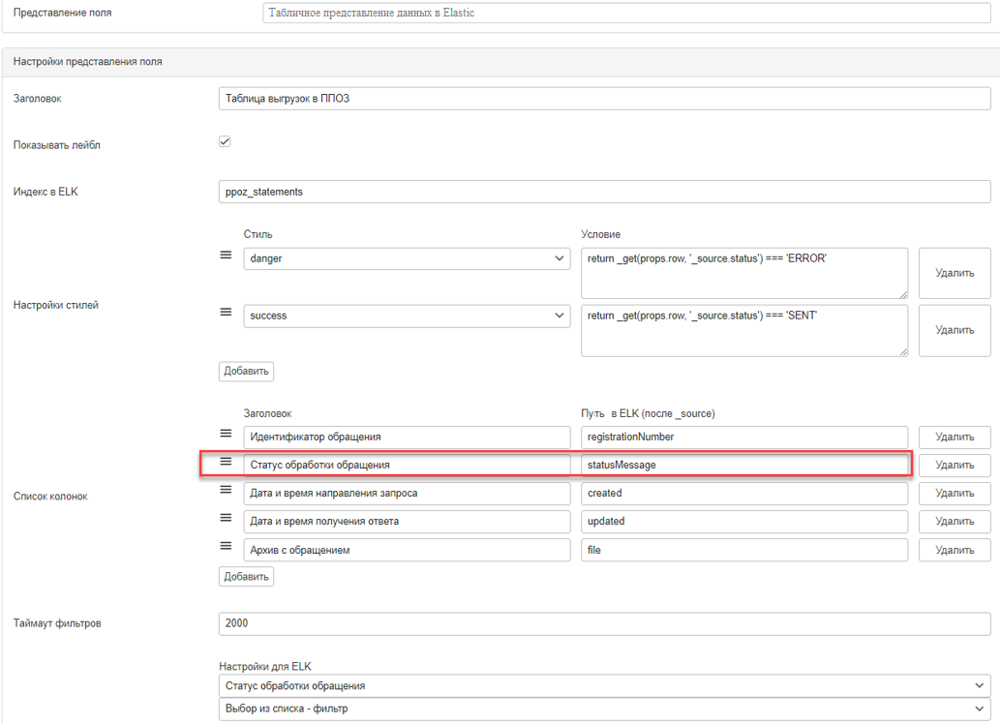 Представление поля
Табличное представление данных в Elastic
Настройки представления поля
Заголовок
Таблица выгрузок в ППОЗ
Показывать лейбл
Индекс в ELK
ppoz_statements
Стиль
Условие
Настройки стилей
danger
return _get(props.row, '_source.status') === 'ERROR'
Удалить
success
return _get(props.row, '_source.status') === 'SENT'
Удалить
Добавить
Заголовок
Путь в ELK (после _source)
Список колонок
Идентификатор обращения
registrationNumber
Удалить
Статус обработки обращения
statusMessage
Удалить
Дата и время направления запроса
created
Удалить
Дата и время получения ответа
updated
Удалить
Архив с обращением
file
Удалить
Добавить
Таймаут фильтров
2000
Настройки для ELK
Статус обработки обращения
Выбор из списка - фильтр